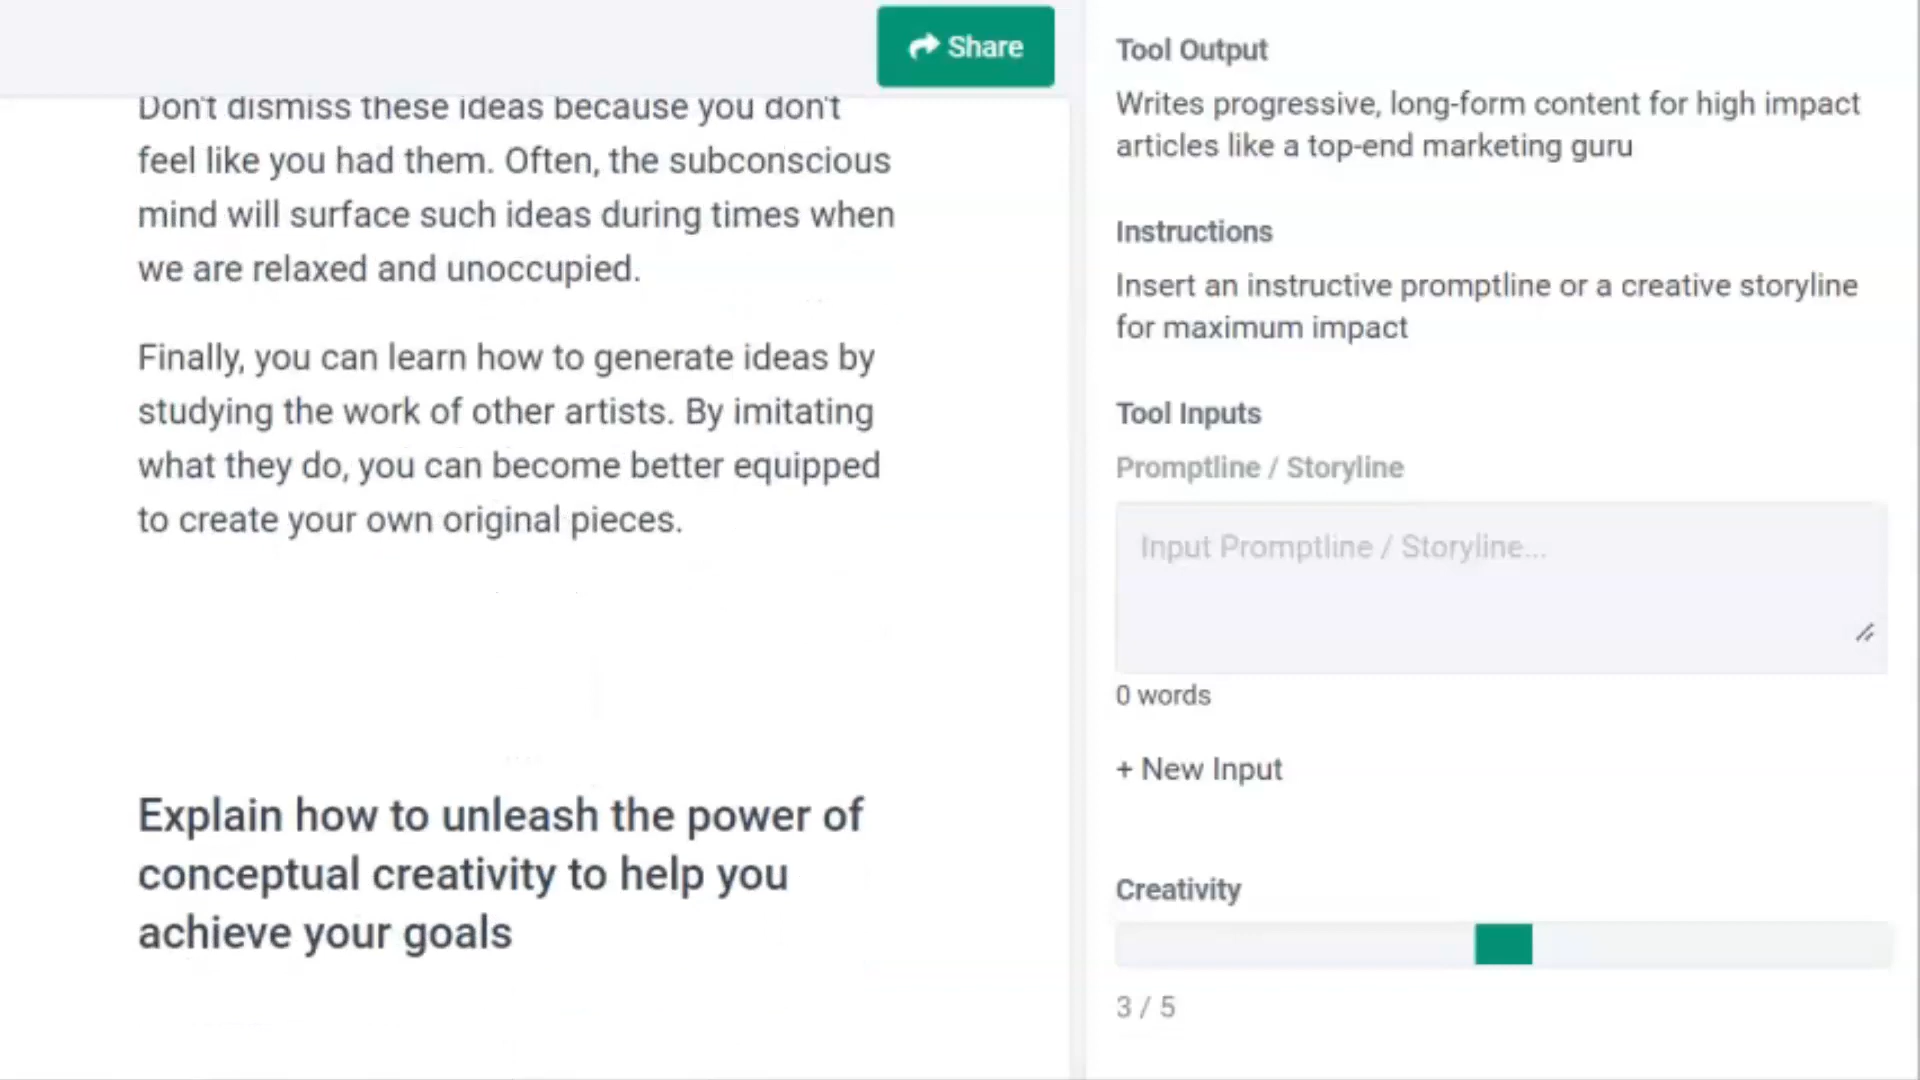 Share
Don't dismiss these ideas because you don't
feel like you had them. Often, the subconscious
mind will surface such ideas during times when
we are relaxed and unoccupied.
Finally, you can learn how to generate ideas by
studying the work of other artists. By imitating
what they do, you can become better equipped
to create your own original pieces.
Explain how to unleash the power of
conceptual creativity to help you
achieve your goals
Tool Output
Writes progressive, long-form content for high impact
articles like a top-end marketing guru
Instructions
Insert an instructive promptline or a creative storyline
for maximum impact
Tool Inputs
Promptline / Storyline
Input Promptline / Storyline...
0 words
+ New Input
Creativity
3 / 5